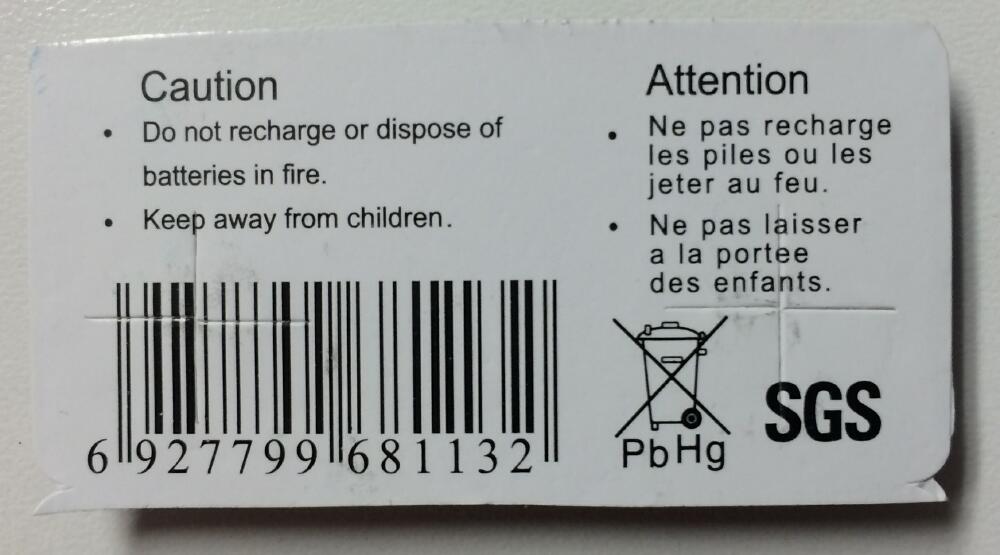 Caution
• Do not recharge or dispose of
batteries in fire.
• Keep away from children.
6 927799 681132
Attention
• Ne pas recharge
les piles ou les
jeter au feu.
• Ne pas laisser
a la portee
des enfants.
Pb Hg
SGS